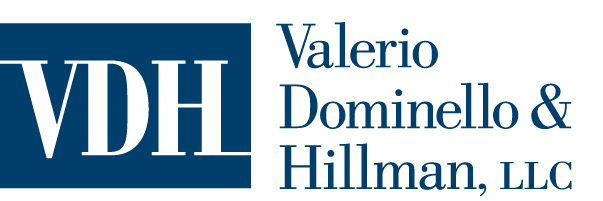 VDH
Valerio
Dominello &
Hillman, LLC